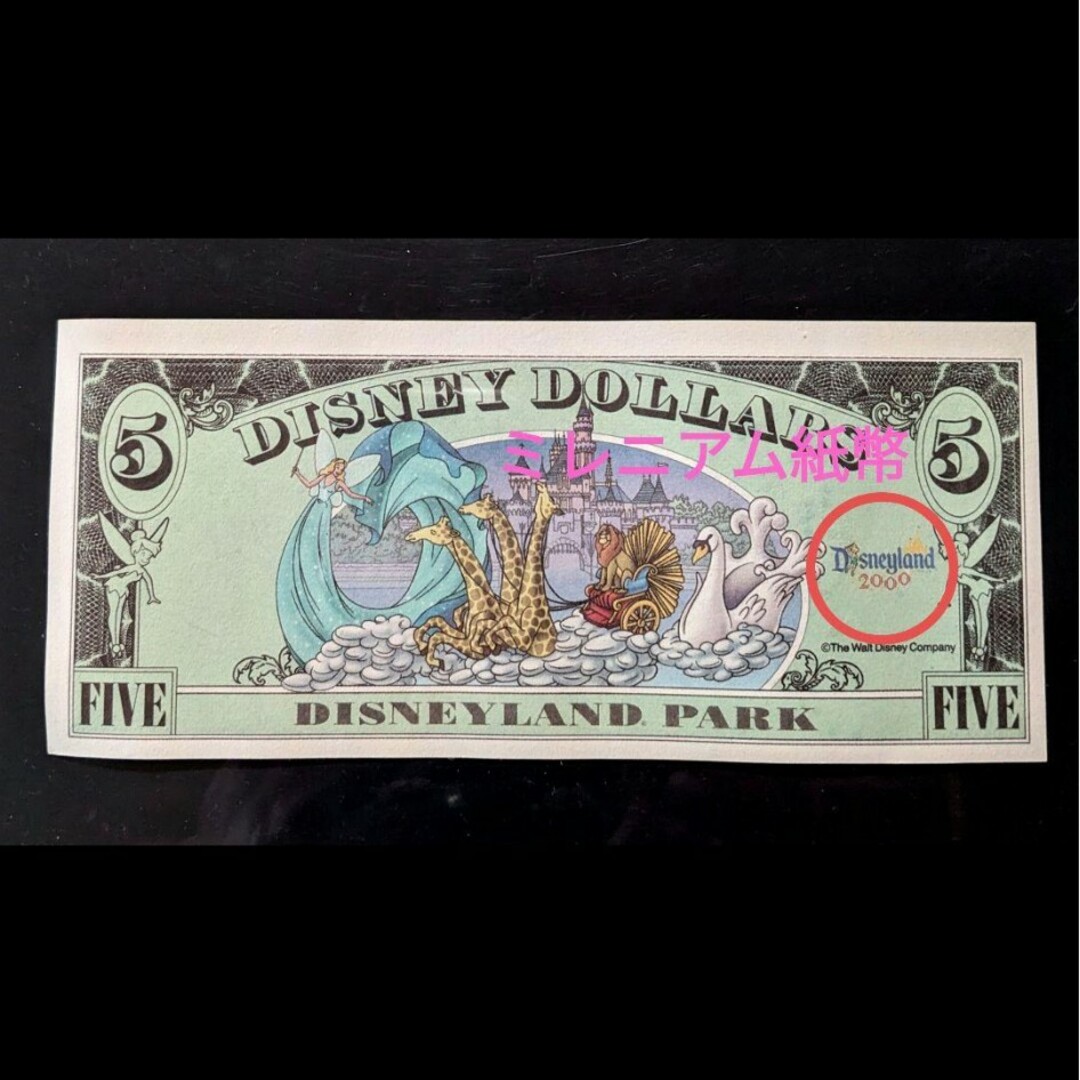 5
DISNEY DOLLARS
5
ミレニアム紙幣
Disneyland
2000
©The Walt Disney Company
FIVE
DISNEYLAND PARK
FIVE